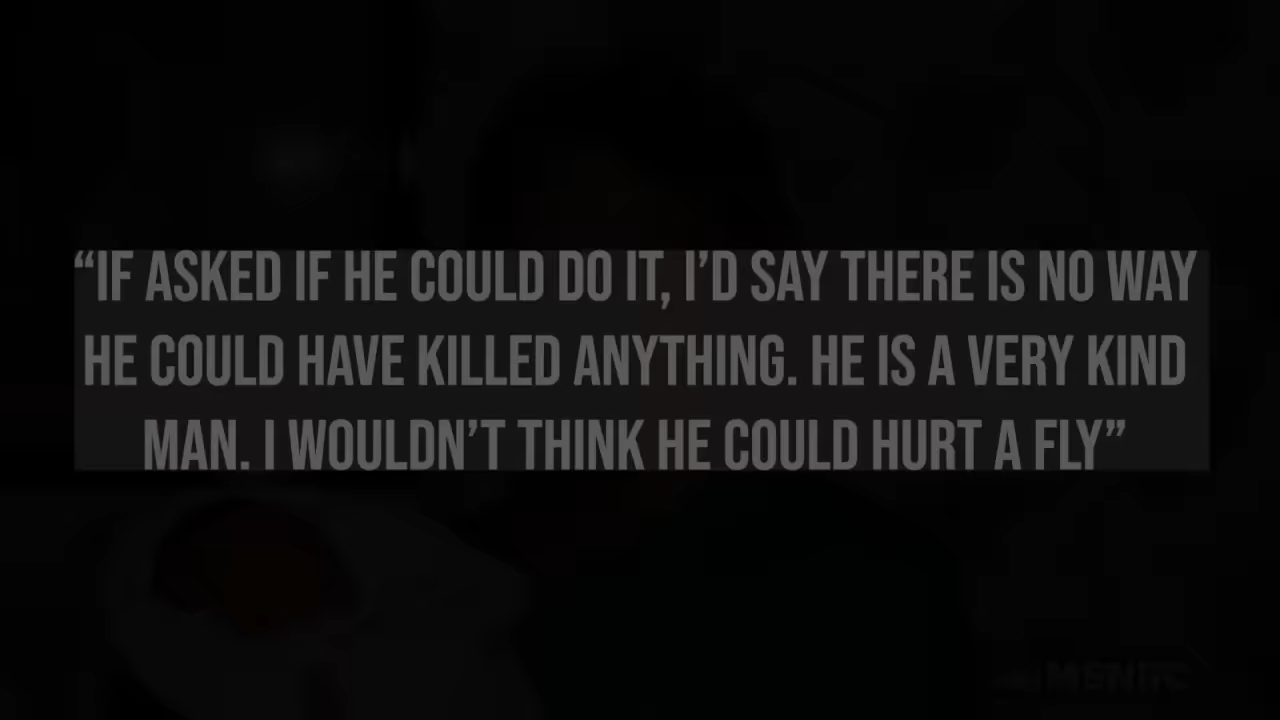 “IF ASKED IF HE COULD DO IT, I’D SAY THERE IS NO WAY
HE COULD HAVE KILLED ANYTHING. HE IS A VERY KIND
MAN. I WOULDN’T THINK HE COULD HURT A FLY”
MSNBC